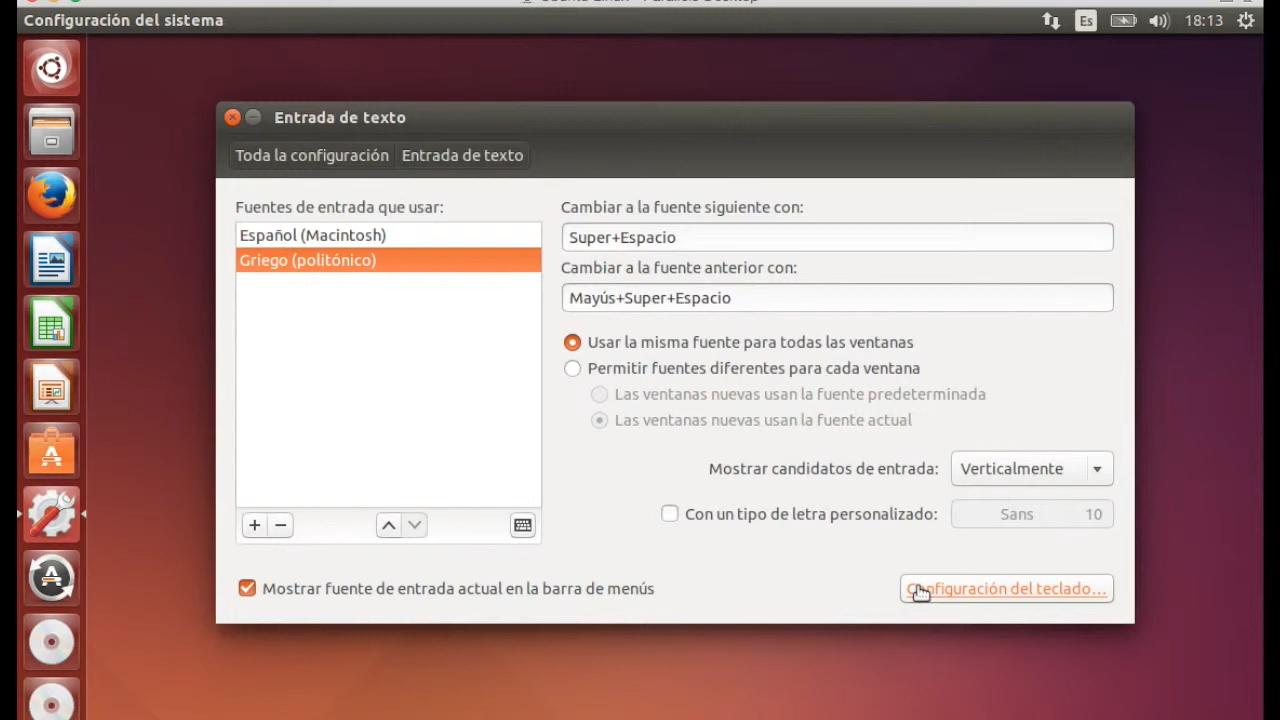 Configuración del sistema
Es
18:13
Entrada de texto
Toda la configuración
Entrada de texto
Fuentes de entrada que usar:
Español (Macintosh)
Griego (politónico)
Cambiar a la fuente siguiente con:
Super+Espacio
Cambiar a la fuente anterior con:
Mayús+Super+Espacio
Usar la misma fuente para todas las ventanas
Permitir fuentes diferentes para cada ventana
Las ventanas nuevas usan la fuente predeterminada
Las ventanas nuevas usan la fuente actual
Mostrar candidatos de entrada:
Verticalmente
Con un tipo de letra personalizado:
Sans 10
Mostrar fuente de entrada actual en la barra de menús
Configuración del teclado...